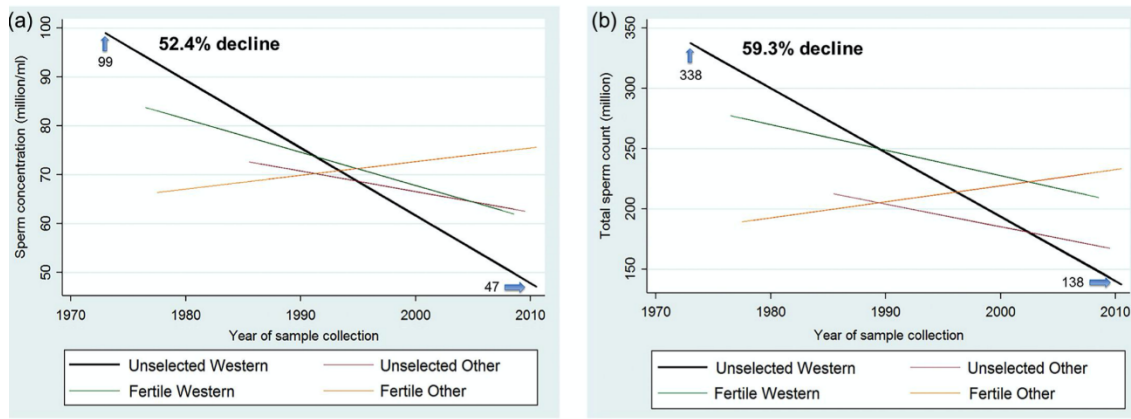 (a)
52.4% decline
99
47
Sperm concentration (million/ml)
100
90
80
70
60
50
1970
1980
1990
2000
2010
Year of sample collection
Unselected Western
Unselected Other
Fertile Western
Fertile Other
(b)
59.3% decline
338
138
Total sperm count (million)
350
300
250
200
150
1970
1980
1990
2000
2010
Year of sample collection
Unselected Western
Unselected Other
Fertile Western
Fertile Other